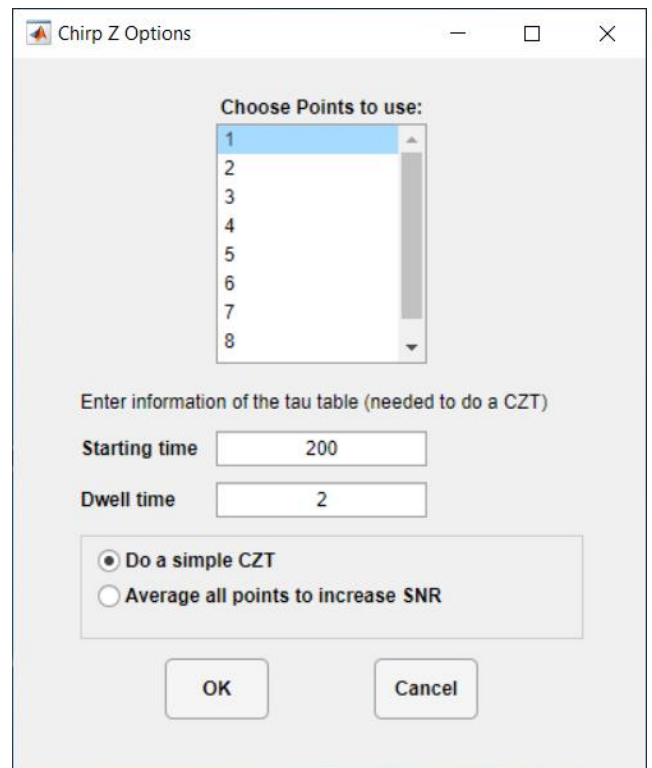 Chirp Z Options
Choose Points to use:
1
2
3
4
5
6
7
8
Enter information of the tau table (needed to do a CZT)
Starting time 200
Dwell time 2
Do a simple CZT
Average all points to increase SNR
OK Cancel